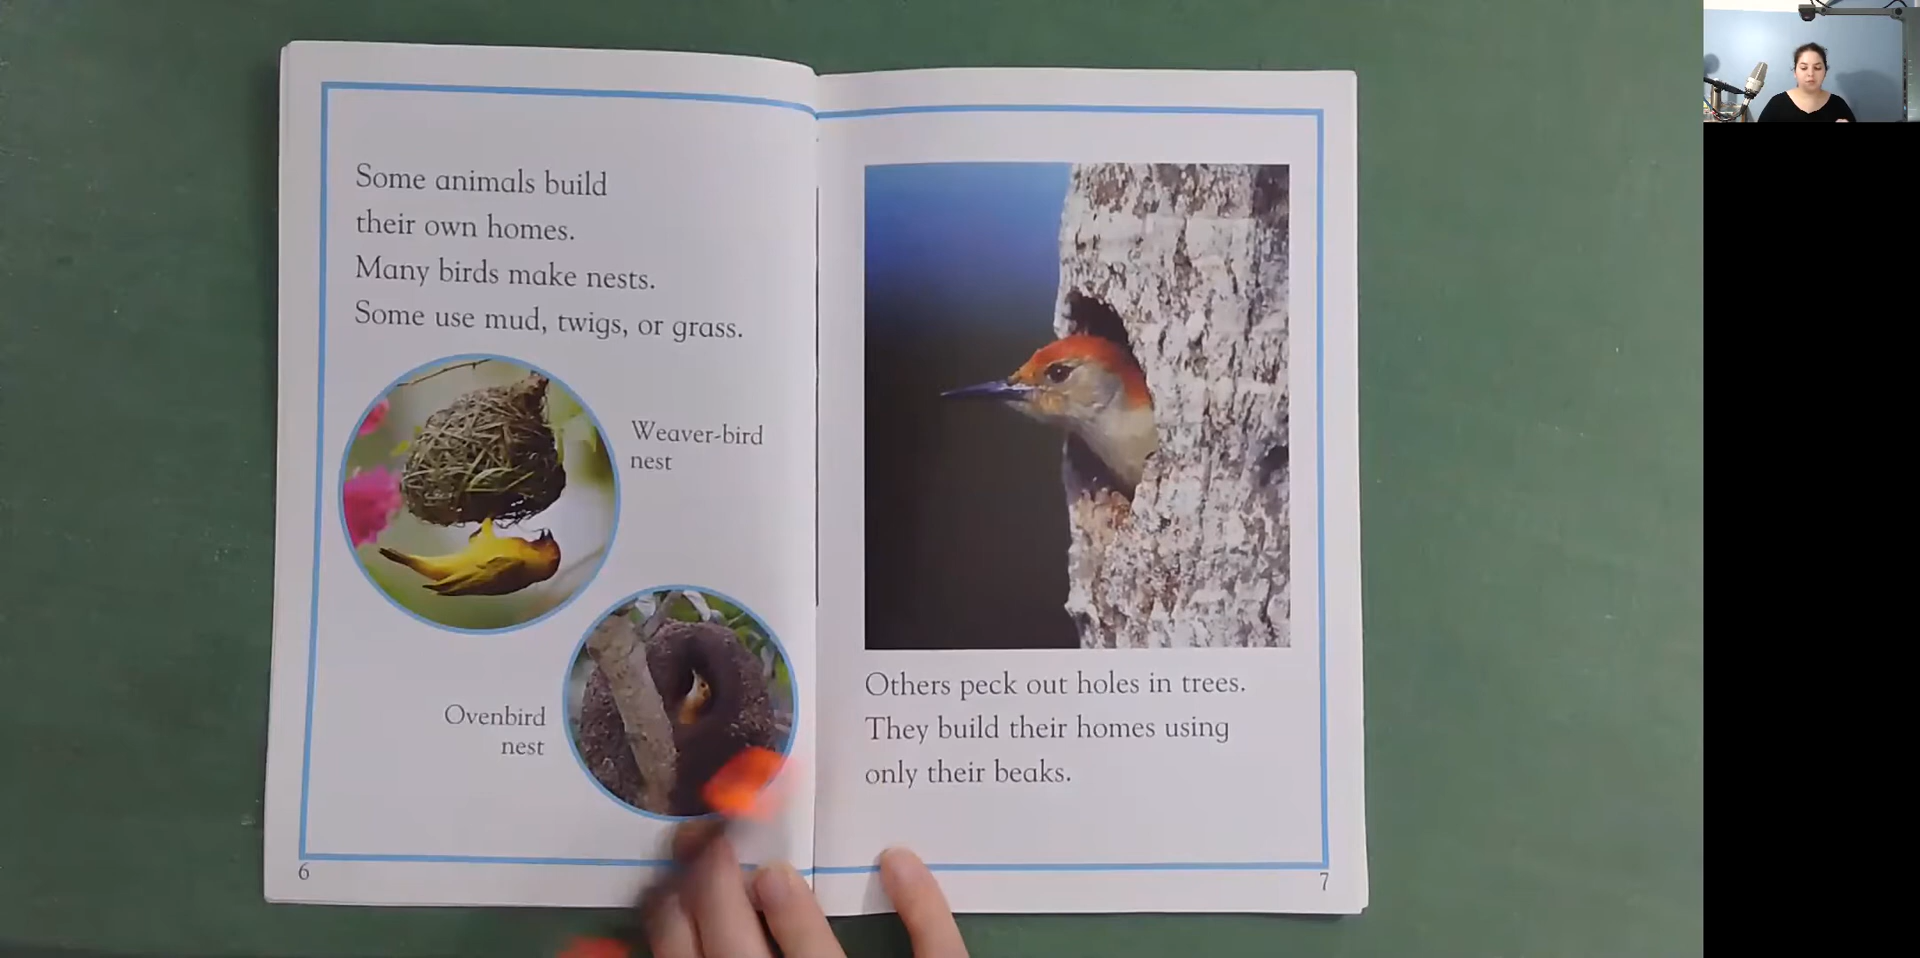 Some animals build
their own homes.
Many birds make nests.
Some use mud, twigs, or grass.
Weaver-bird
nest
Ovenbird
nest
6
Others peck out holes in trees.
They build their homes using
only their beaks.
7